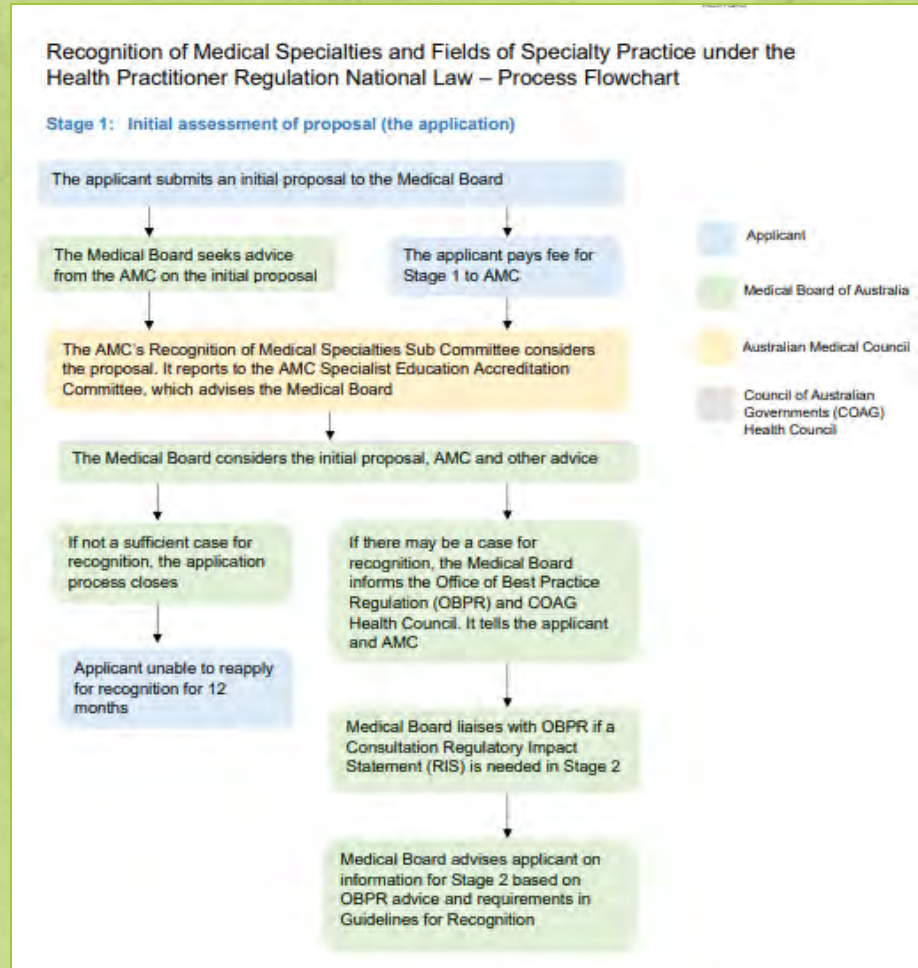 Recognition of Medical Specialties and Fields of Specialty Practice under the
Health Practitioner Regulation National Law – Process Flowchart
Stage 1: Initial assessment of proposal (the application)
The applicant submits an initial proposal to the Medical Board
The Medical Board seeks advice
from the AMC on the initial proposal
The applicant pays fee for
Stage 1 to AMC
The AMC's Recognition of Medical Specialties Sub Committee considers
the proposal. It reports to the AMC Specialist Education Accreditation
Committee, which advises the Medical Board
The Medical Board considers the initial proposal, AMC and other advice
If not a sufficient case for
recognition, the application
process closes
Applicant unable to reapply
for recognition for 12
months
If there may be a case for
recognition, the Medical Board
informs the Office of Best Practice
Regulation (OBPR) and COAG
Health Council. It tells the applicant
and AMC
Medical Board liaises with OBPR if a
Consultation Regulatory Impact
Statement (RIS) is needed in Stage 2
Medical Board advises applicant on
information for Stage 2 based on
OBPR advice and requirements in
Guidelines for Recognition
Applicant
Medical Board of Australia
Australian Medical Council
Council of Australian
Governments (COAG)
Health Council